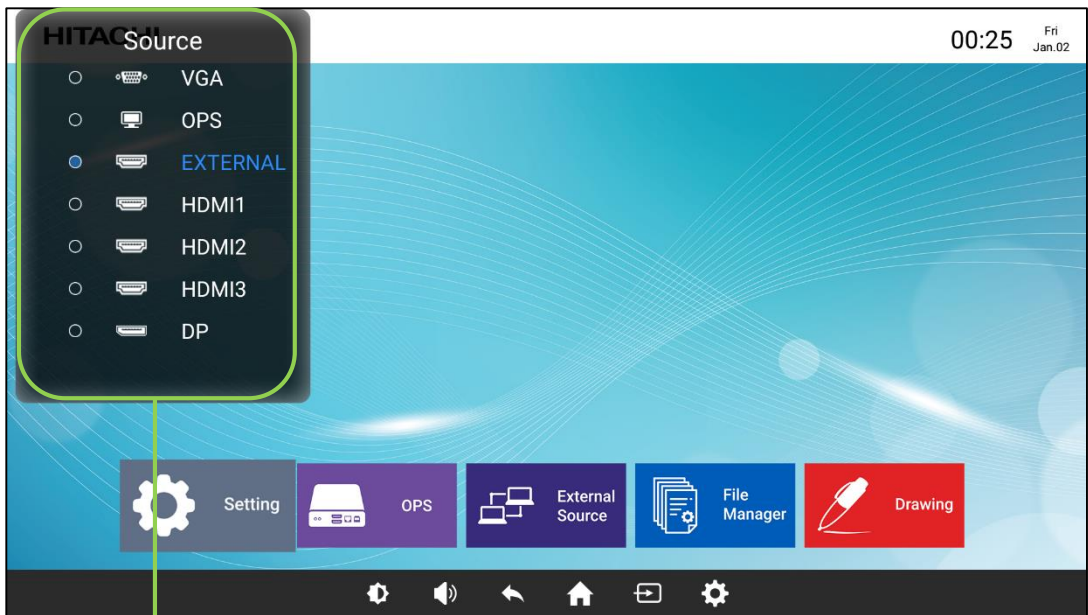 HITACHI
Source
00:25
Fri
Jan.02
VGA
OPS
EXTERNAL
HDMI1
HDMI2
HDMI3
DP
Setting
OPS
External
Source
File
Manager
Drawing